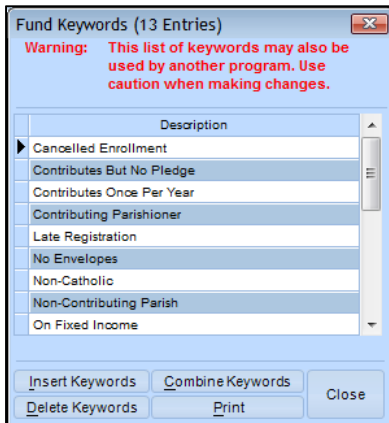 Fund Keywords (13 Entries)
Warning: This list of keywords may also be
used by another program. Use
caution when making changes.
Description
Cancelled Enrollment
Contributes But No Pledge
Contributes Once Per Year
Contributing Parishioner
Late Registration
No Envelopes
Non-Catholic
Non-Contributing Parish
On Fixed Income
Insert Keywords Combine Keywords
Close
Delete Keywords Print